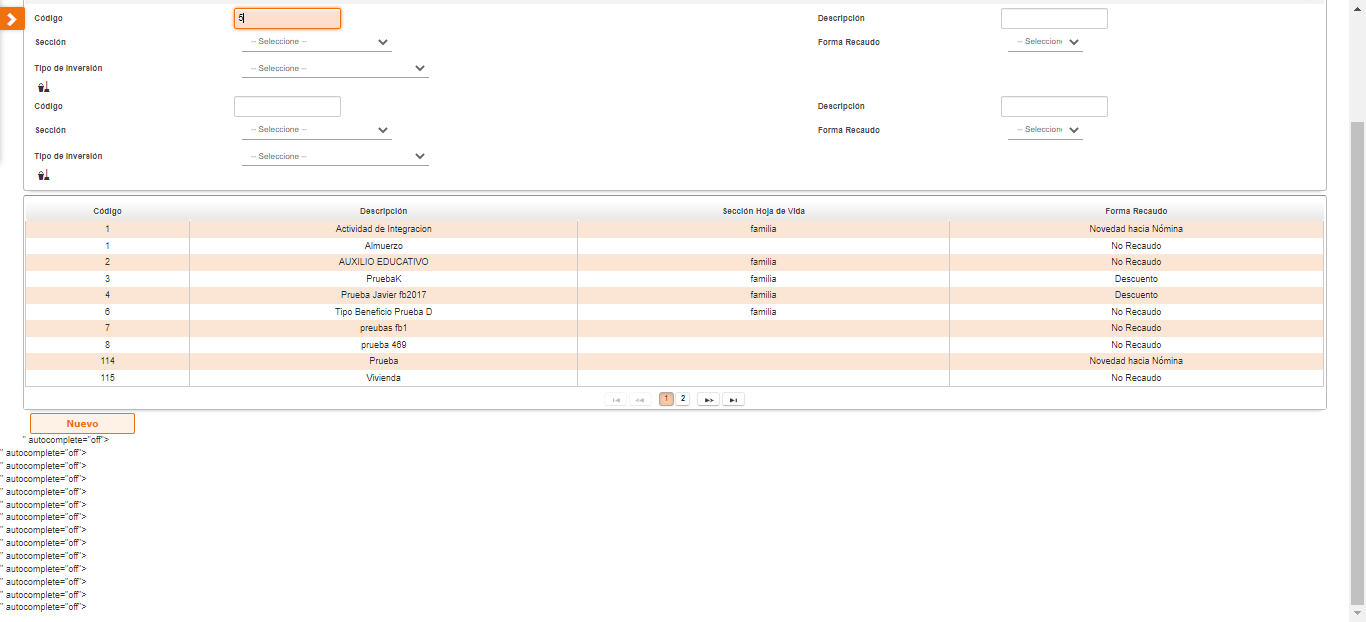 Código 5 Descripción
Sección -- Seleccione -- Forma Recaudo -- Seleccion
Tipo de Inversión -- Seleccione --
Código Descripción
Sección -- Seleccione -- Forma Recaudo -- Seleccion
Tipo de Inversión -- Seleccione --
Código Descripción Sección Hoja de Vida Forma Recaudo
1 Actividad de Integracion familia Novedad hacia Nómina
1 Almuerzo No Recaudo
2 AUXILIO EDUCATIVO familia No Recaudo
3 PruebaK familia Descuento
4 Prueba Javier fb2017 familia Descuento
6 Tipo Beneficio Prueba D familia No Recaudo
7 preubas fb1 No Recaudo
8 prueba 469 No Recaudo
114 Prueba Novedad hacia Nómina
115 Vivienda No Recaudo
1 2
Nuevo
" autocomplete="off">
" autocomplete="off">
" autocomplete="off">
" autocomplete="off">
" autocomplete="off">
" autocomplete="off">
" autocomplete="off">
" autocomplete="off">
" autocomplete="off">
" autocomplete="off">
" autocomplete="off">
" autocomplete="off">
" autocomplete="off">
" autocomplete="off">